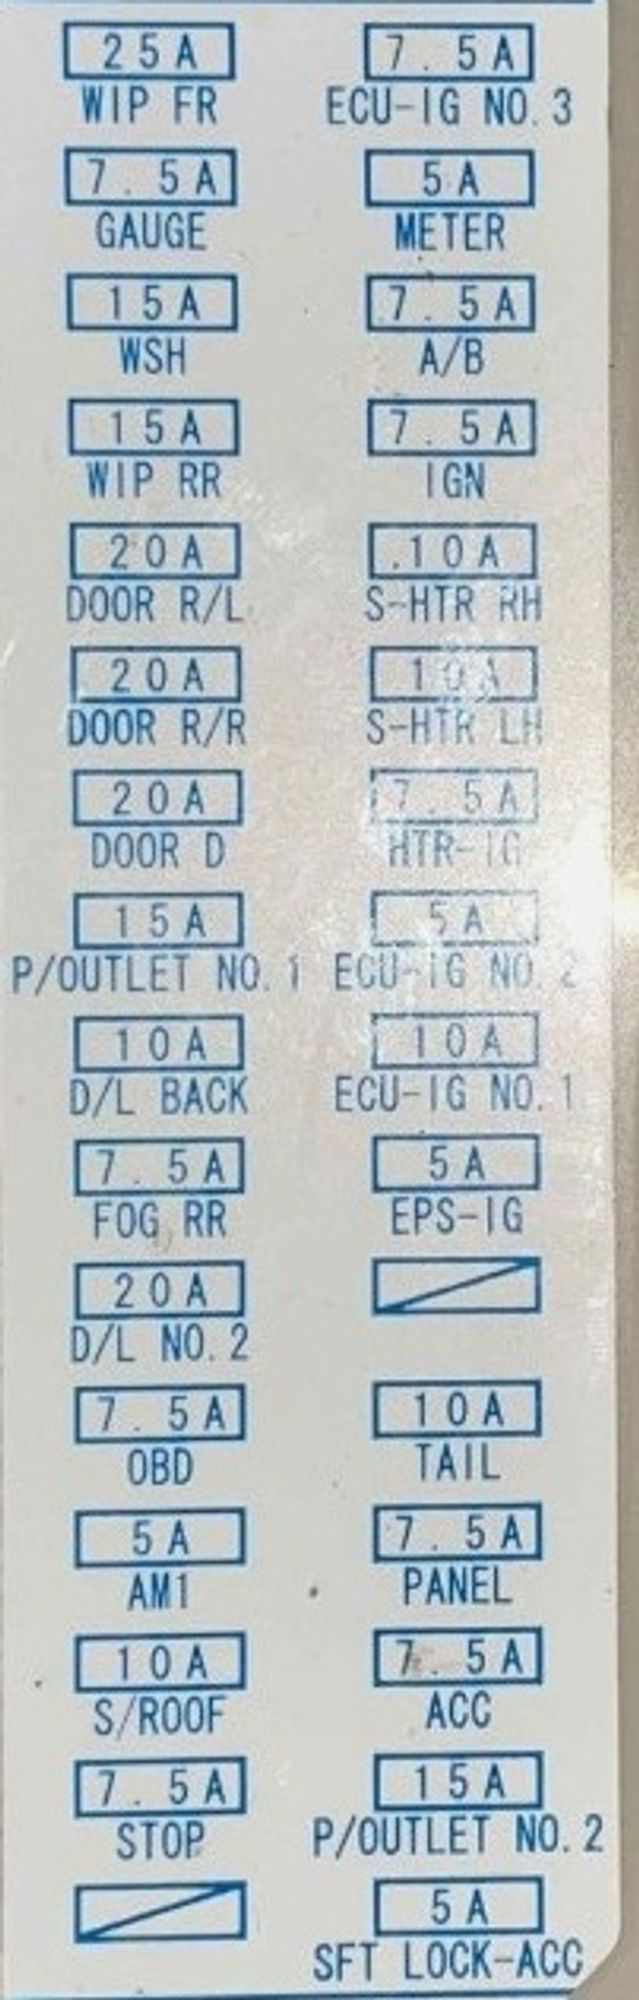 25A 7.5A
WIP FR ECU-IG NO.3
7.5A 5A
GAUGE METER
15A 7.5A
WSH A/B
15A 7.5A
WIP RR IGN
20A 10A
DOOR R/L S-HTR RH
20A 10A
DOOR R/R S-HTR LH
20A 7.5A
DOOR D HTR-IG
15A 5A
P/OUTLET NO.1 ECU-IG NO.2
10A 10A
D/L BACK ECU-IG NO.1
7.5A 5A
FOG RR EPS-IG
20A
D/L NO.2
7.5A 10A
OBD TAIL
5A 7.5A
AM1 PANEL
10A 7.5A
S/ROOF ACC
7.5A 15A
STOP P/OUTLET NO.2
5A
SFT LOCK-ACC